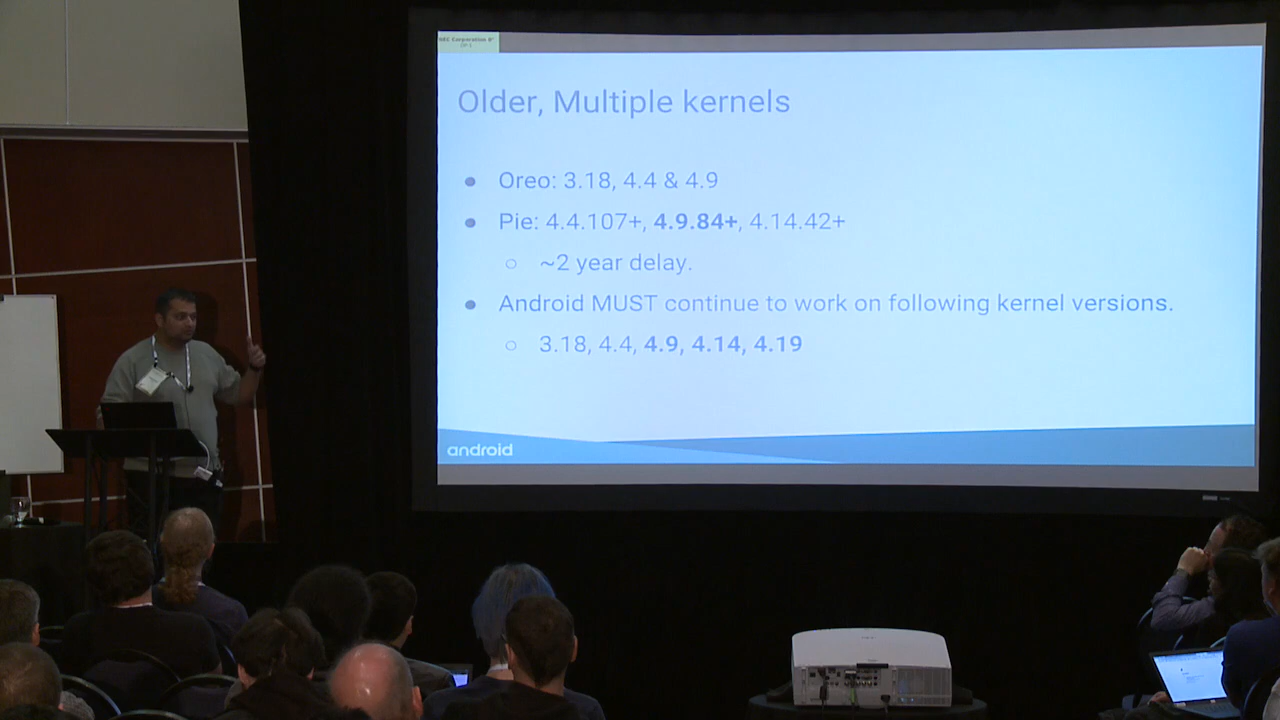 NEC Corporation
Older, Multiple kernels
● Oreo: 3.18, 4.4 & 4.9
● Pie: 4.4.107+, 4.9.84+, 4.14.42+
○ ~2 year delay.
● Android MUST continue to work on following kernel versions.
○ 3.18, 4.4, 4.9, 4.14, 4.19
android